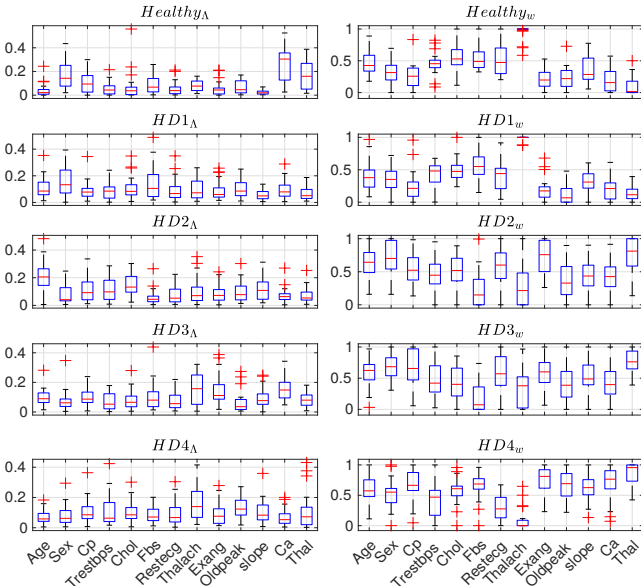 Healthy_Λ
Healthy_w
0.4
0.2
0
1
0.5
0
HD1_Λ
HD1_w
0.4
0.2
0
1
0.5
0
HD2_Λ
HD2_w
0.4
0.2
0
1
0.5
0
HD3_Λ
HD3_w
0.4
0.2
0
1
0.5
0
HD4_Λ
HD4_w
0.4
0.2
0
1
0.5
0
Age Sex Cp Trestbps Chol Fbs Restecg Thalach Exang Oldpeak slope Ca Thal
Age Sex Cp Trestbps Chol Fbs Restecg Thalach Exang Oldpeak slope Ca Thal